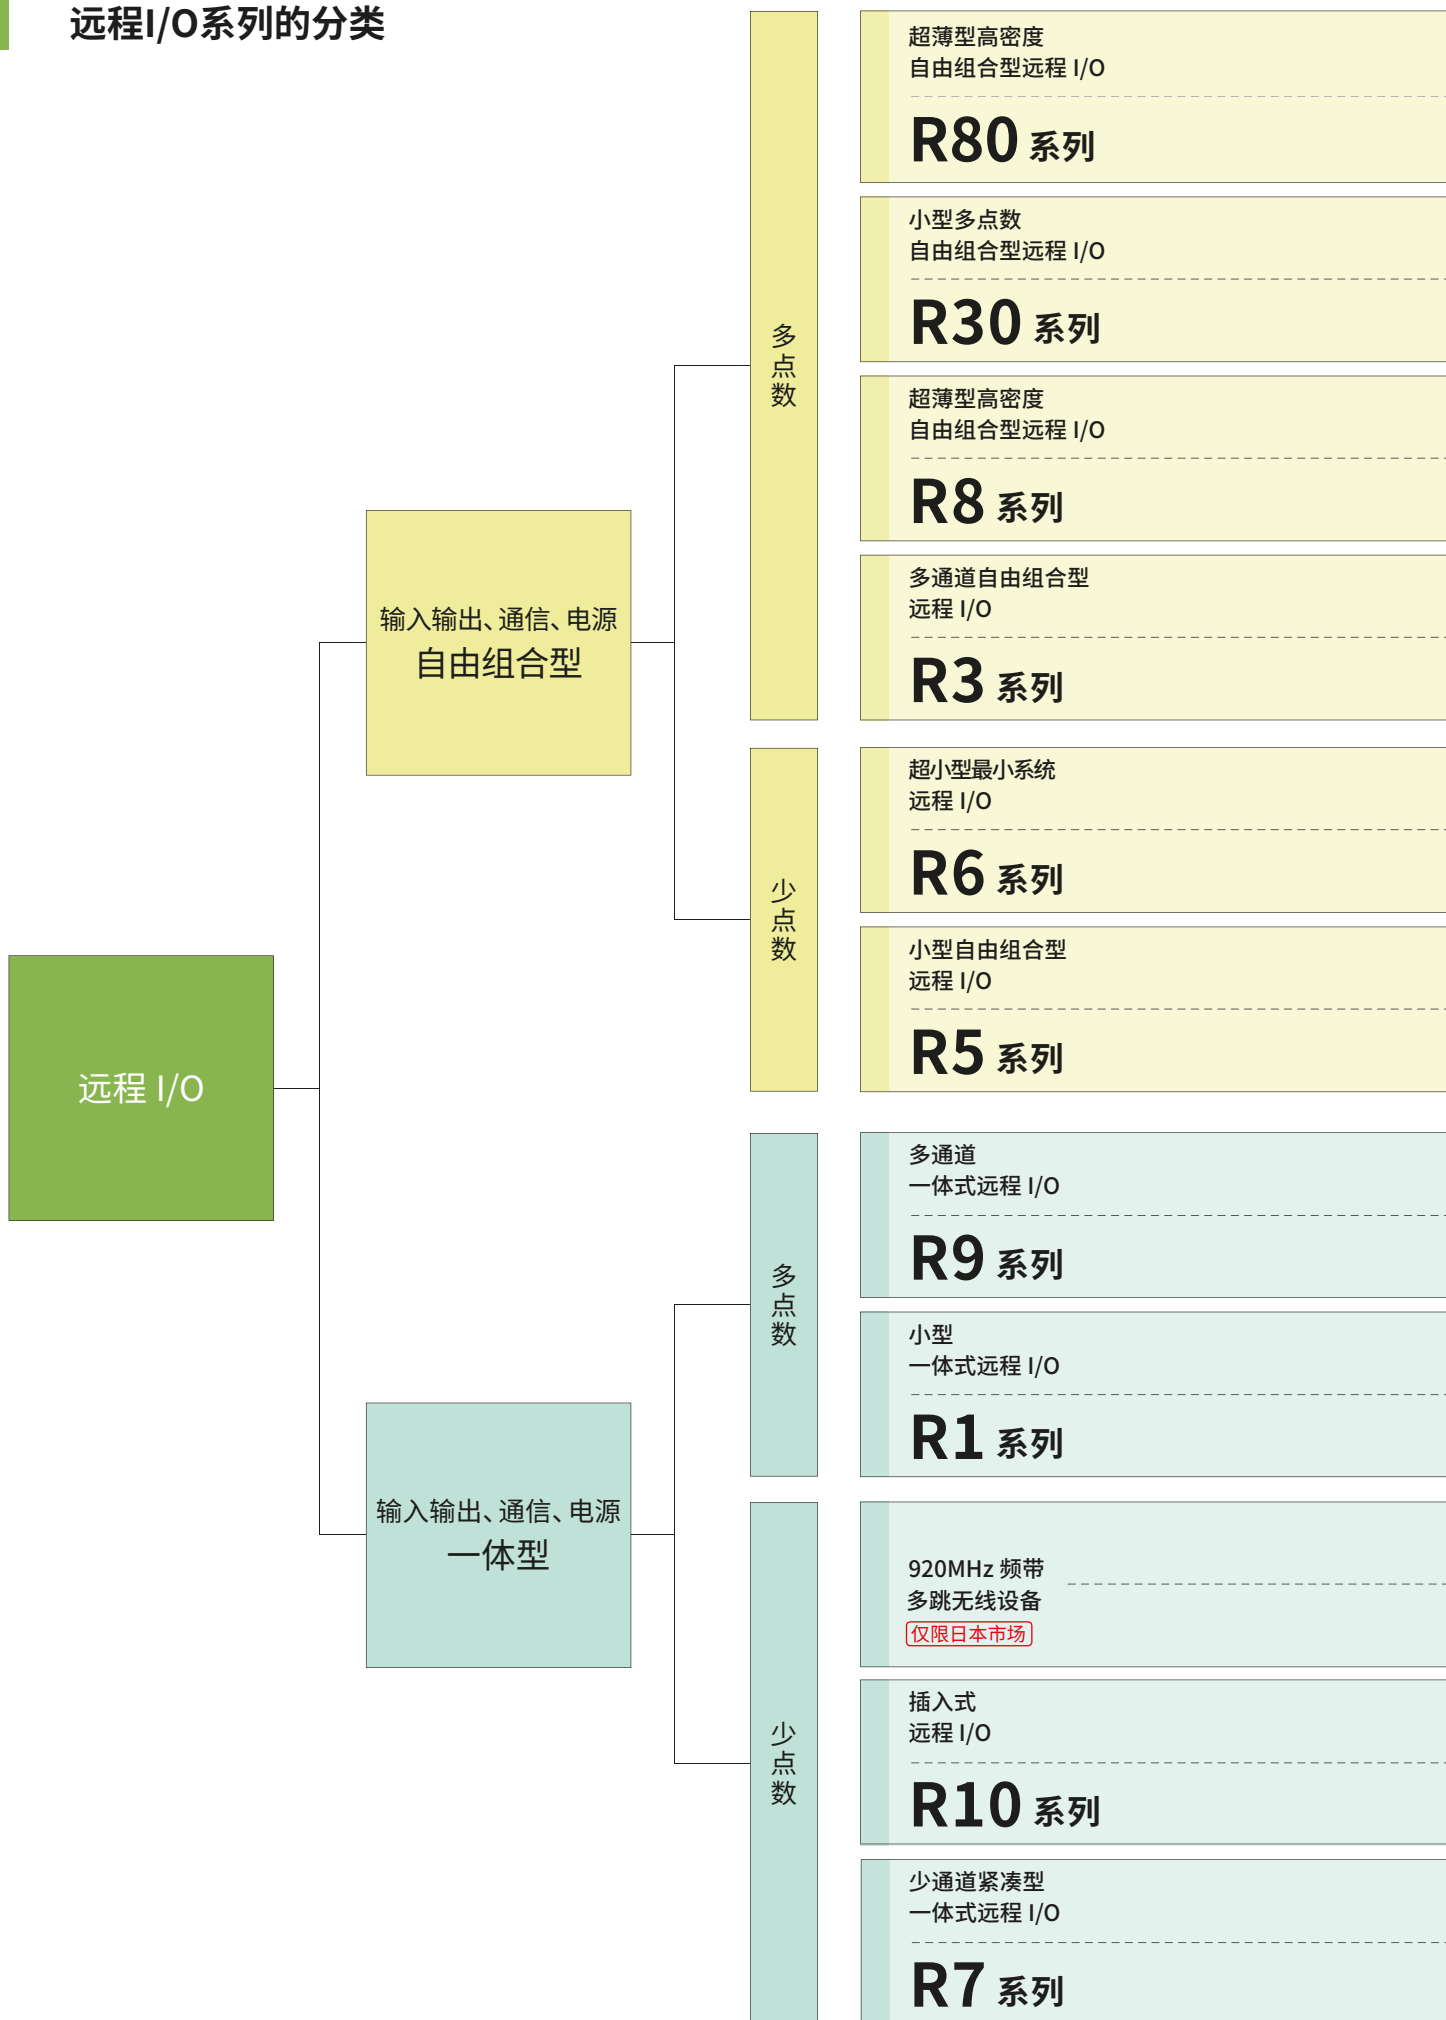 远程I/O系列的分类
远程 I/O
输入输出、通信、电源
自由组合型
多点数
超薄型高密度
自由组合型远程 I/O
R80 系列
小型多点数
自由组合型远程 I/O
R30 系列
超薄型高密度
自由组合型远程 I/O
R8 系列
多通道自由组合型
远程 I/O
R3 系列
少点数
超小型最小系统
远程 I/O
R6 系列
小型自由组合型
远程 I/O
R5 系列
输入输出、通信、电源
一体型
多点数
多通道
一体式远程 I/O
R9 系列
小型
一体式远程 I/O
R1 系列
少点数
920MHz 频带
多跳无线设备
仅限日本市场
插入式
远程 I/O
R10 系列
少通道紧凑型
一体式远程 I/O
R7 系列